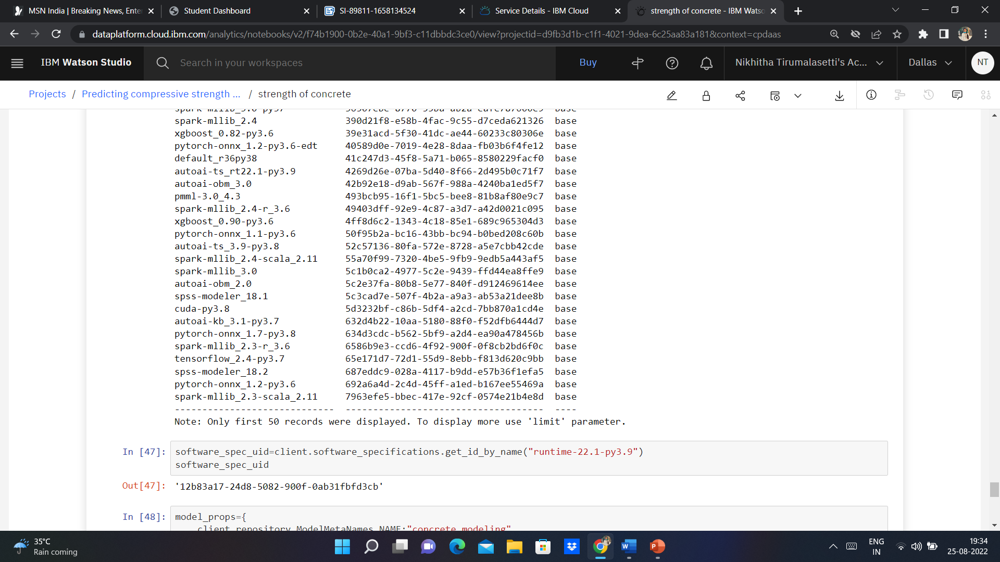 MSN India | Breaking News, Enter
Student Dashboard
SI-89811-1658134524
Service Details - IBM Cloud
strength of concrete - IBM Watso
dataplatform.cloud.ibm.com/analytics/notebooks/v2/f74b1900-0b2e-40a1-9bf3-c11dbbdc3ce0/view?projectid=d9fb3d1b-c1f1-4021-9dea-6c25aa83a181&context=cpdaas
IBM Watson Studio
Search in your workspaces
Buy
Nikhitha Tirumalasetti's Ac...
Dallas
NT
Projects / Predicting compressive strength ... / strength of concrete
spark-mllib_2.4 390d21f8-e58b-4fac-9c55-d7ceda621326 base
xgboost_0.82-py3.6 39e31acd-5f30-41dc-ae44-60233c80306e base
pytorch-onnx_1.2-py3.6-edt 40589d0e-7019-4e28-8daa-fb03b6f4fe12 base
default_r36py38 41c247d3-45f8-5a71-b065-8580229facf0 base
autoai-ts_rt22.1-py3.9 4269d26e-07ba-5d40-8f66-2d495b0c71f7 base
autoai-obm_3.0 42b92e18-d9ab-567f-988a-4240ba1ed5f7 base
pmml-3.0_4.3 493bcb95-16f1-5bc5-bee8-81b8af80e9c7 base
spark-mllib_2.4-r_3.6 49403dff-92e9-4c87-a3d7-a42d0021c095 base
xgboost_0.90-py3.6 4ff8d6c2-1343-4c18-85e1-689c965304d3 base
pytorch-onnx_1.1-py3.6 50f95b2a-bc16-43bb-bc94-b0bed208c60b base
autoai-ts_3.9-py3.8 52c57136-80fa-572e-8728-a5e7cbb42cde base
spark-mllib_2.4-scala_2.11 55a70f99-7320-4be5-9fb9-9edb5a443af5 base
spark-mllib_3.0 5c1b0ca2-4977-5c2e-9439-ffd44ea8ffe9 base
autoai-obm_2.0 5c2e37fa-80b8-5e77-840f-d912469614ee base
spss-modeler_18.1 5c3cad7e-507f-4b2a-a9a3-ab53a21dee8b base
cuda-py3.8 5d3232bf-c86b-5df4-a2cd-7bb870a1cd4e base
autoai-kb_3.1-py3.7 632d4b22-10aa-5180-88f0-f52dfb6444d7 base
pytorch-onnx_1.7-py3.8 634d3cdc-b562-5bf9-a2d4-ea90a478456b base
spark-mllib_2.3-r_3.6 6586b9e3-ccd6-4f92-900f-0f8cb2bd6f0c base
tensorflow_2.4-py3.7 65e171d7-72d1-55d9-8ebb-f813d620c9bb base
spss-modeler_18.2 687eddc9-028a-4117-b9dd-e57b36f1efa5 base
pytorch-onnx_1.2-py3.6 692a6a4d-2c4d-45ff-a1ed-b167ee55469a base
spark-mllib_2.3-scala_2.11 7963efe5-bbec-417e-92cf-0574e21b4e8d base
----------------------------- ------------------------------------ ----
Note: Only first 50 records were displayed. To display more use 'limit' parameter.
In [47]: software_spec_uid=client.software_specifications.get_id_by_name("runtime-22.1-py3.9")
software_spec_uid
Out[47]: '12b83a17-24d8-5082-900f-0ab31fbfd3cb'
In [48]: model_props={
client.repository.ModelMetaNames.NAME:"concrete_modeling",
35°C
Rain coming
ENG
IN
19:34
25-08-2022